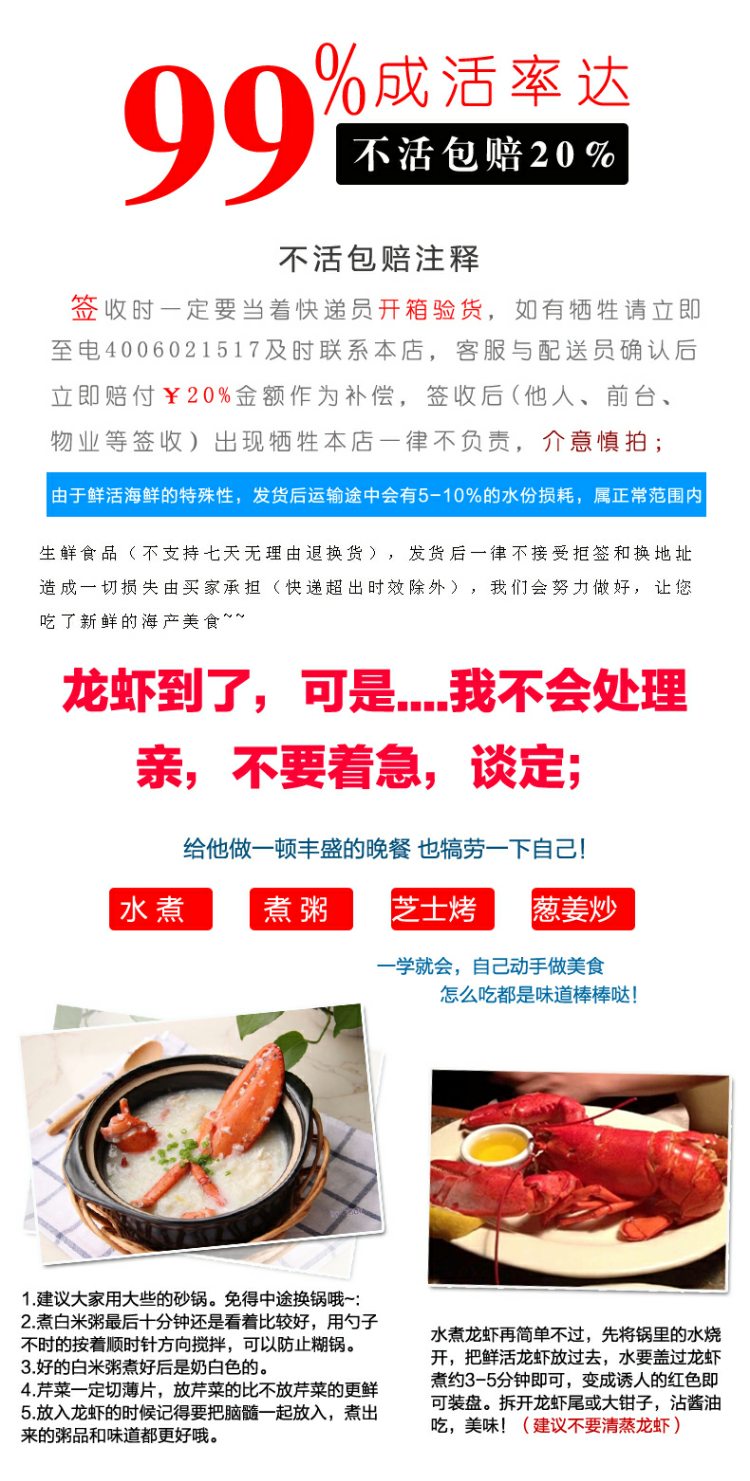 99%成活率达
不活包赔20%
不活包赔注释
签收时一定要当着快递员开箱验货，如有牺牲请立即
至电4006021517及时联系本店，客服与配送员确认后
立即赔付￥20%金额作为补偿，签收后(他人、前台、
物业等签收）出现牺牲本店一律不负责，介意慎拍；
由于鲜活海鲜的特殊性，发货后运输途中会有5-10%的水份损耗，属正常范围内
生鲜食品（不支持七天无理由退换货），发货后一律不接受拒签和换地址
造成一切损失由买家承担（快递超出时效除外），我们会努力做好，让您
吃了新鲜的海产美食~~
龙虾到了，可是....我不会处理
亲，不要着急，谈定；
给他做一顿丰盛的晚餐 也犒劳一下自己！
水煮
煮粥
芝士烤
葱姜炒
一学就会，自己动手做美食
怎么吃都是味道棒棒哒！
1.建议大家用大些的砂锅。免得中途换锅哦~:
2.煮白米粥最后十分钟还是看着比较好，用勺子
不时的按着顺时针方向搅拌，可以防止糊锅。
3.好的白米粥煮好后是奶白色的。
4.芹菜一定切薄片，放芹菜的比不放芹菜的更鲜
5.放入龙虾的时候记得要把脑髓一起放入，煮出
来的粥品和味道都更好哦。
水煮龙虾再简单不过，先将锅里的水烧
开，把鲜活龙虾放过去，水要盖过龙虾
煮约3-5分钟即可，变成诱人的红色即
可装盘。拆开龙虾尾或大钳子，沾酱油
吃，美味！（建议不要清蒸龙虾）